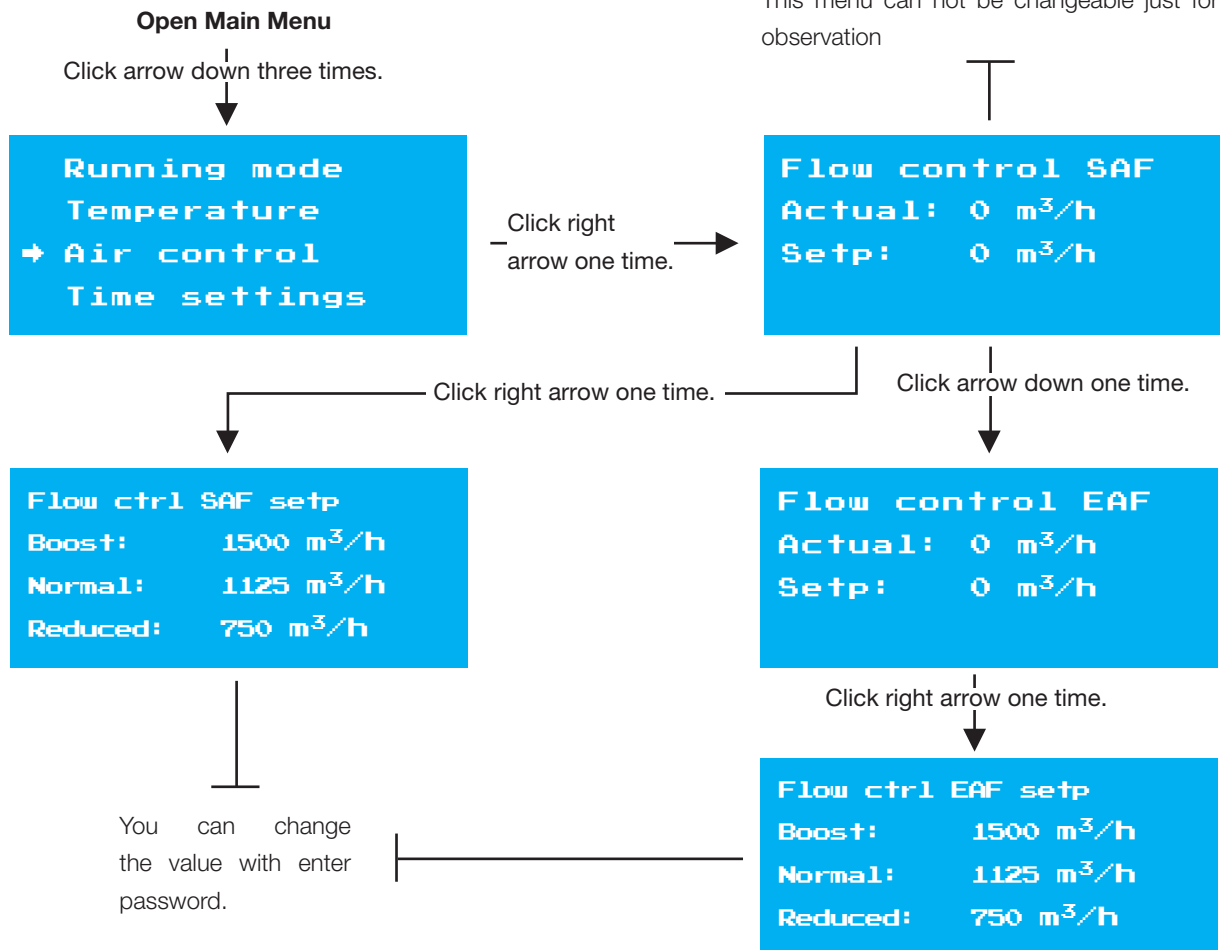 This menu can not be changeable just for
observation
Open Main Menu
Click arrow down three times.
Running mode
Temperature
➔ Air control
Time settings
Click right
arrow one time.
Flow control SAF
Actual: 0 m³/h
Setp: 0 m³/h
Click right arrow one time.
Click arrow down one time.
Flow ctrl SAF setp
Boost: 1500 m³/h
Normal: 1125 m³/h
Reduced: 750 m³/h
Flow control EAF
Actual: 0 m³/h
Setp: 0 m³/h
Click right arrow one time.
You can change
the value with enter
password.
Flow ctrl EAF setp
Boost: 1500 m³/h
Normal: 1125 m³/h
Reduced: 750 m³/h